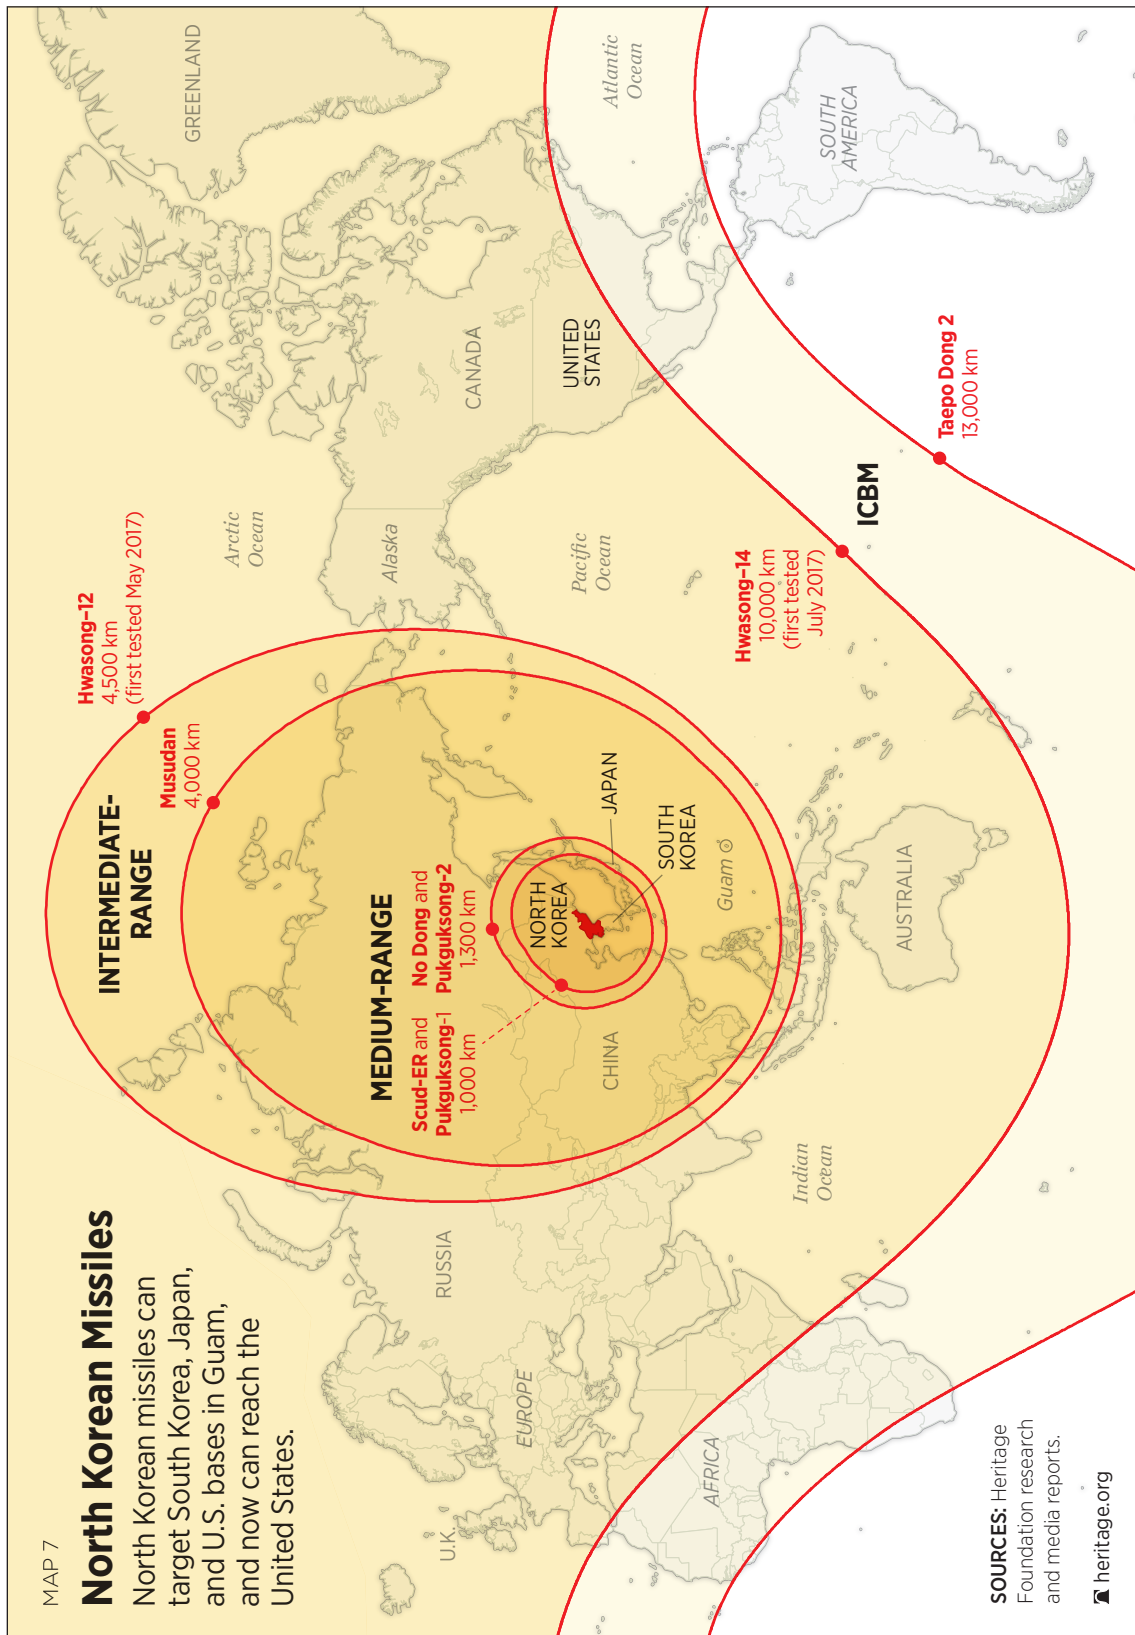 MAP 7
North Korean Missiles
North Korean missiles can
target South Korea, Japan,
and U.S. bases in Guam,
and now can reach the
United States.
INTERMEDIATE-
RANGE
Hwasong–12
4,500 km
(first tested May 2017)
Musudan
4,000 km
MEDIUM-RANGE
Scud-ER and
Pukguksong-1
1,000 km
No Dong and
Pukguksong-2
1,300 km
Hwasong–14
10,000 km
(first tested
July 2017)
ICBM
Taepo Dong 2
13,000 km
GREENLAND
Arctic
Ocean
Alaska
CANADA
UNITED
STATES
Atlantic
Ocean
SOUTH
AMERICA
Pacific
Ocean
NORTH
KOREA
JAPAN
SOUTH
KOREA
Guam
CHINA
RUSSIA
EUROPE
U.K.
AFRICA
Indian
Ocean
AUSTRALIA
SOURCES: Heritage
Foundation research
and media reports.
heritage.org